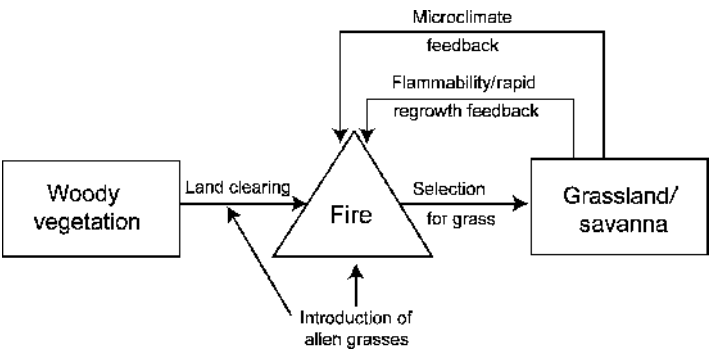 Microclimate
feedback
Flammability/rapid
regrowth feedback
Woody
vegetation
Land clearing
Fire
Selection
for grass
Grassland/
savanna
Introduction of
alien grasses